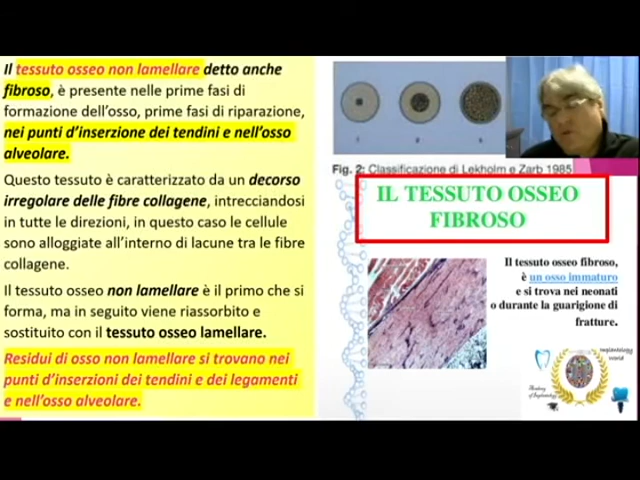 Il tessuto osseo non lamellare detto anche
fibroso, è presente nelle prime fasi di
formazione dell'osso, prime fasi di riparazione,
nei punti d'inserzione dei tendini e nell'osso
alveolare.
Questo tessuto è caratterizzato da un decorso
irregolare delle fibre collagene, intrecciandosi
in tutte le direzioni, in questo caso le cellule
sono alloggiate all'interno di lacune tra le fibre
collagene.
Il tessuto osseo non lamellare è il primo che si
forma, ma in seguito viene riassorbito e
sostituito con il tessuto osseo lamellare.
Residui di osso non lamellare si trovano nei
punti d'inserzioni dei tendini e dei legamenti
e nell'osso alveolare.
Fig. 2: Classificazione di Lekholm e Zarb 1985
IL TESSUTO OSSEO
FIBROSO
Il tessuto osseo fibroso,
è un osso immaturo
e si trova nei neonati
o durante la guarigione di
fratture.
Implantology
World
Academy
of Implantology